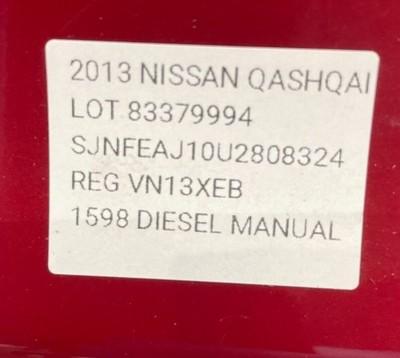 2013 NISSAN QASHQAI
LOT 83379994
SJNFEAJ10U2808324
REG VN13XEB
1598 DIESEL MANUAL